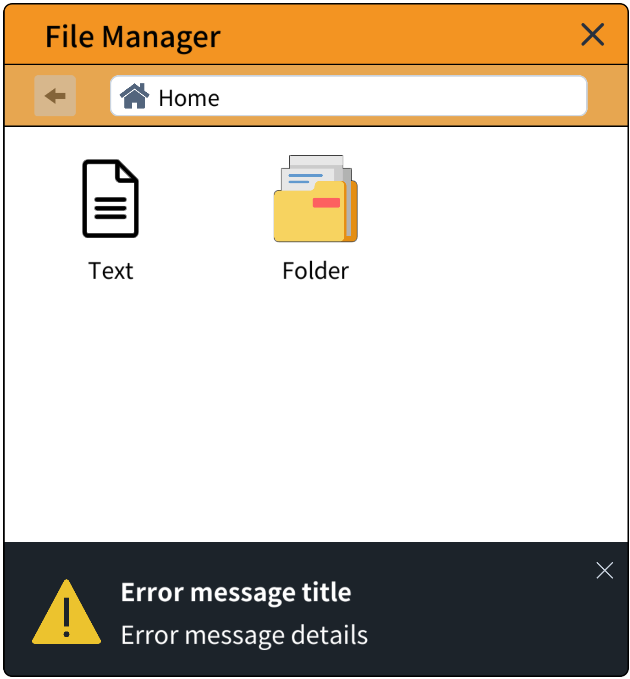 File Manager
Home
Text
Folder
Error message title
Error message details